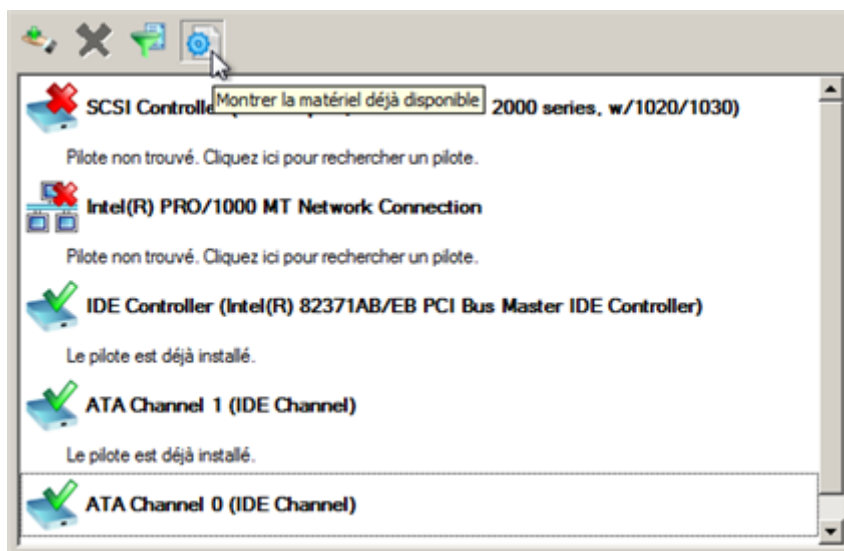 SCSI Controlle
Montrer la matériel déjà disponible
2000 series, w/1020/1030)
Pilote non trouvé. Cliquez ici pour rechercher un pilote.
Intel(R) PRO/1000 MT Network Connection
Pilote non trouvé. Cliquez ici pour rechercher un pilote.
IDE Controller (Intel(R) 82371AB/EB PCI Bus Master IDE Controller)
Le pilote est déjà installé.
ATA Channel 1 (IDE Channel)
Le pilote est déjà installé.
ATA Channel 0 (IDE Channel)